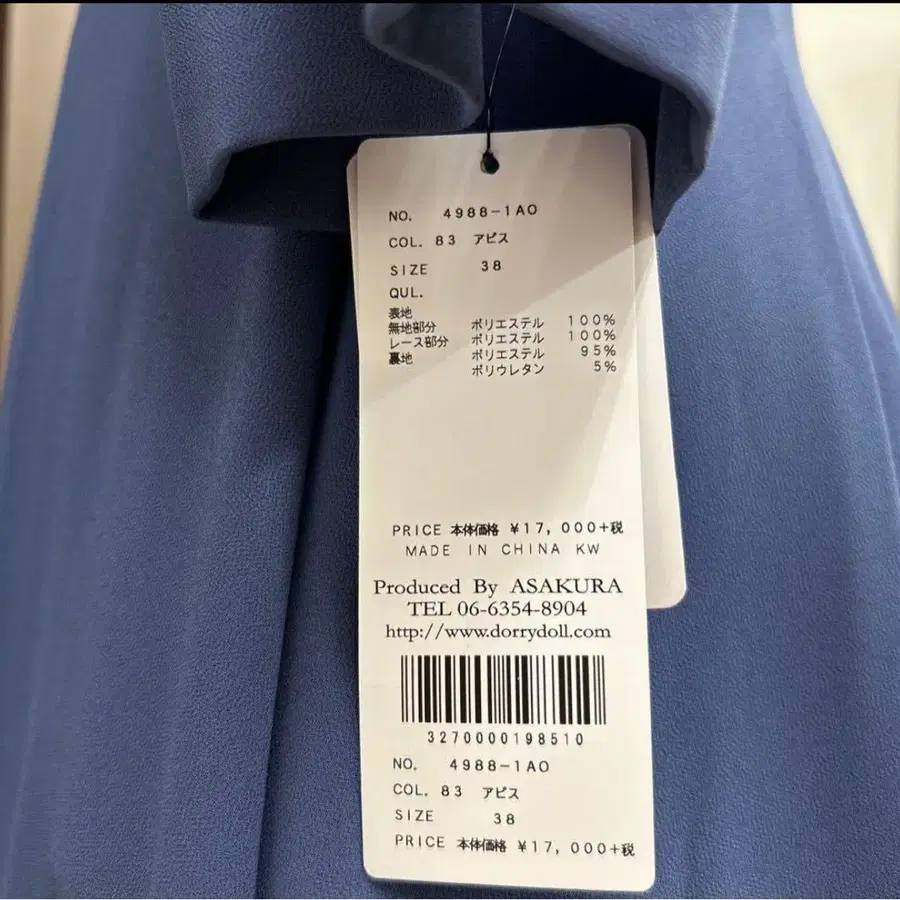 NO. 4988-1AO
COL. 83 アビス
SIZE 38
QUL.
表地
無地部分 ポリエステル 100%
レース部分 ポリエステル 100%
裏地 ポリエステル 95%
ポリウレタン 5%
PRICE 本体価格 ¥17,000+税
MADE IN CHINA KW
Produced By ASAKURA
TEL 06-6354-8904
http://www.dorrydoll.com
3270000198510
NO. 4988-1AO
COL. 83 アビス
SIZE 38
PRICE 本体価格 ¥17,000+税